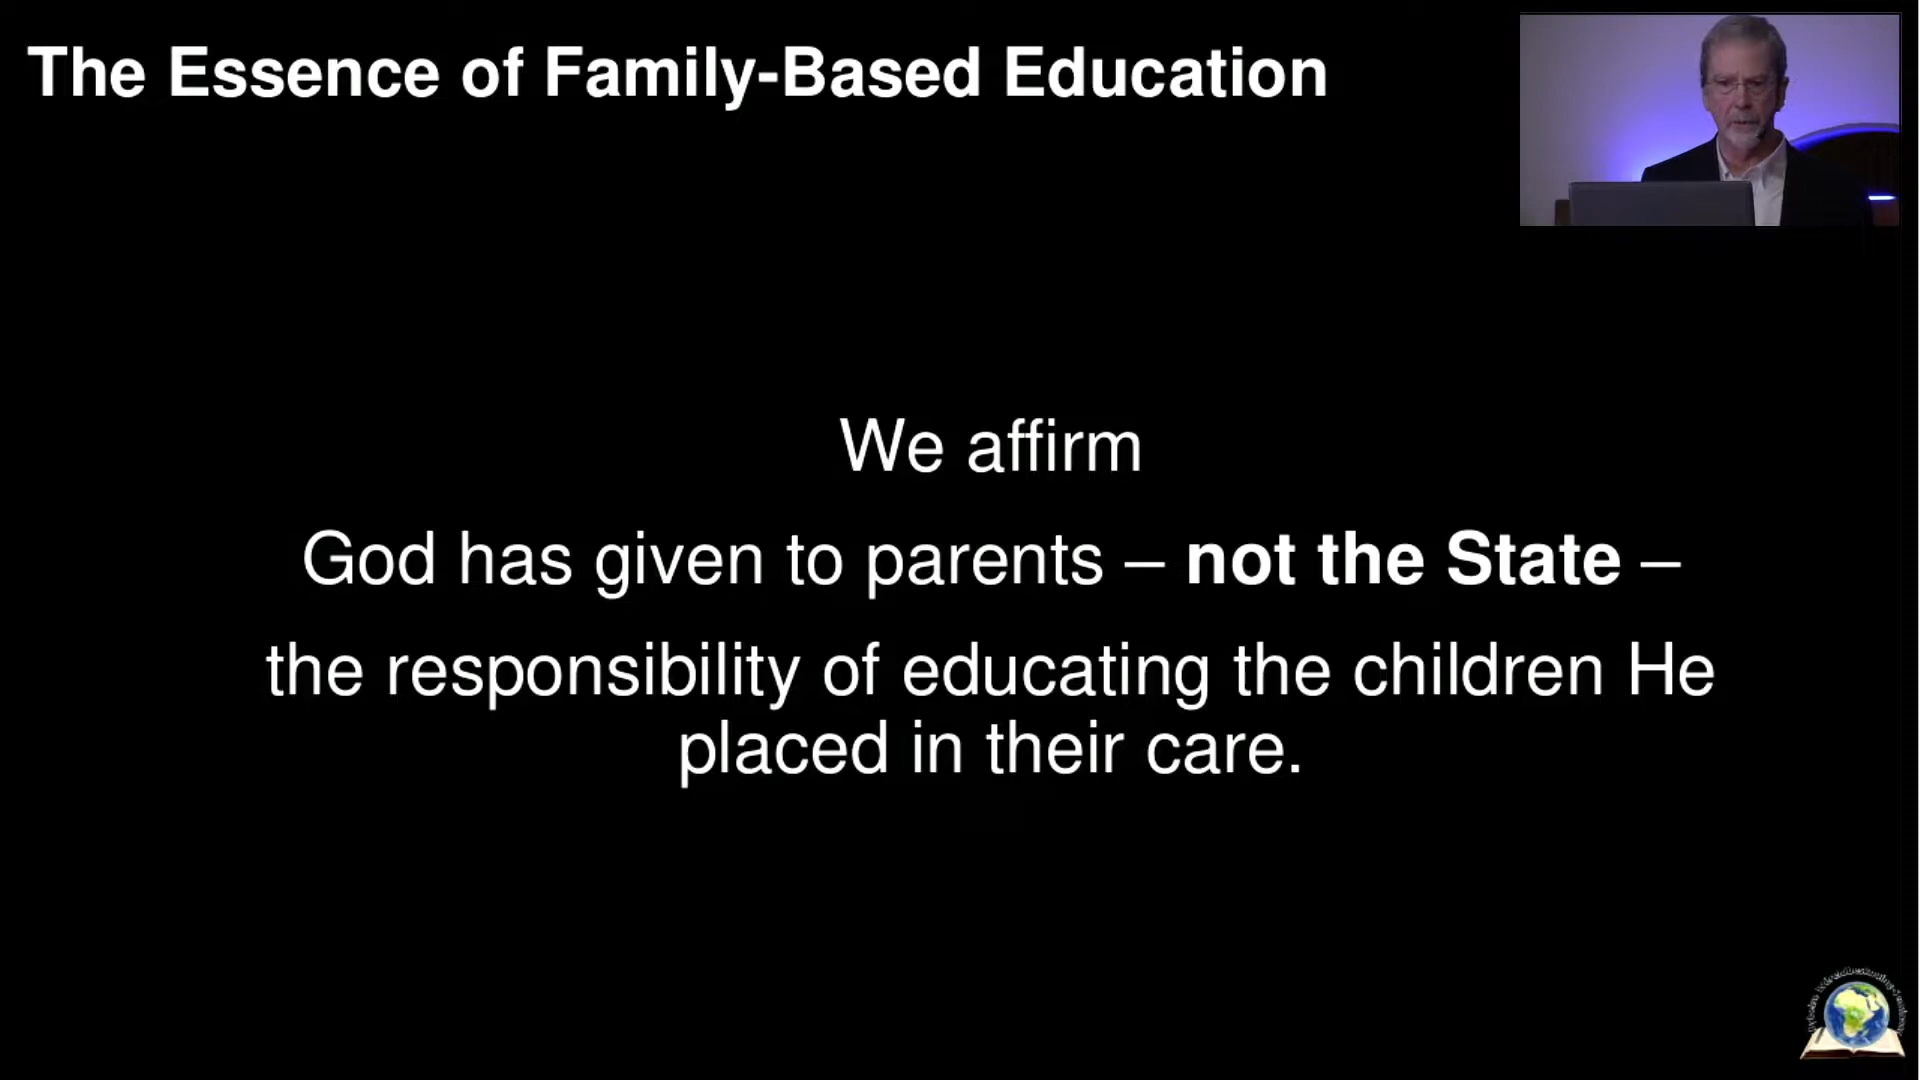 The Essence of Family-Based Education
We affirm
God has given to parents – not the State –
the responsibility of educating the children He
placed in their care.